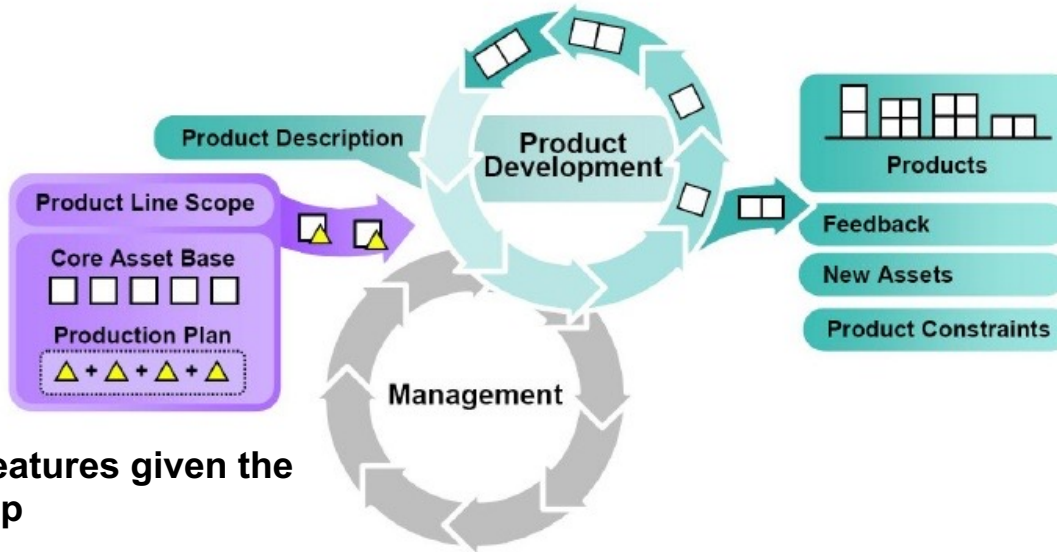 Product Description
Product
Development
Product Line Scope
Core Asset Base
Production Plan
+ + +
Management
Products
Feedback
New Assets
Product Constraints
eatures given the
p